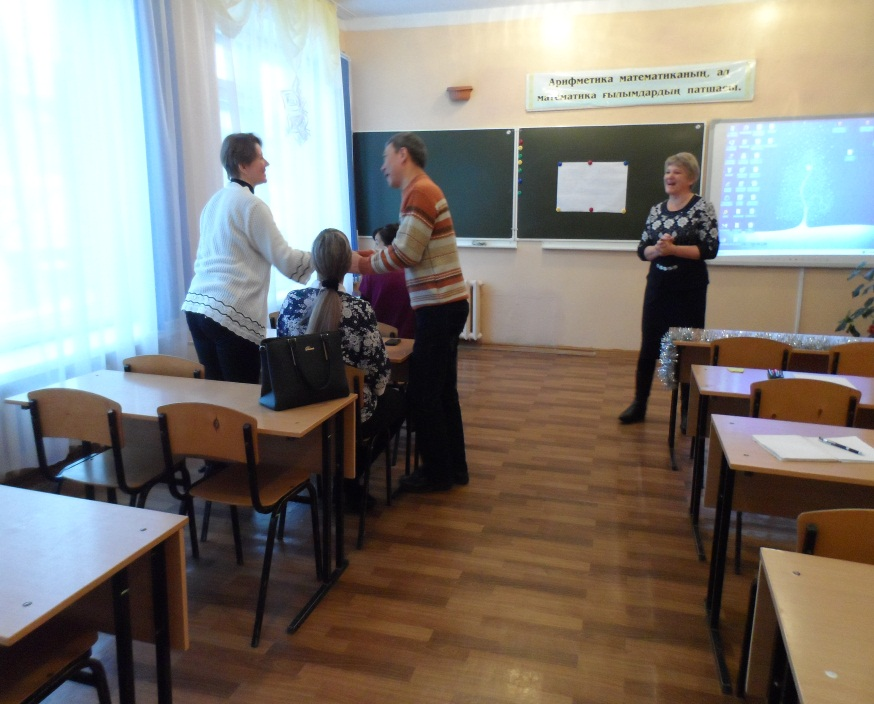 Арифметика математиканың, ал
математика ғылымдардың патшасы.